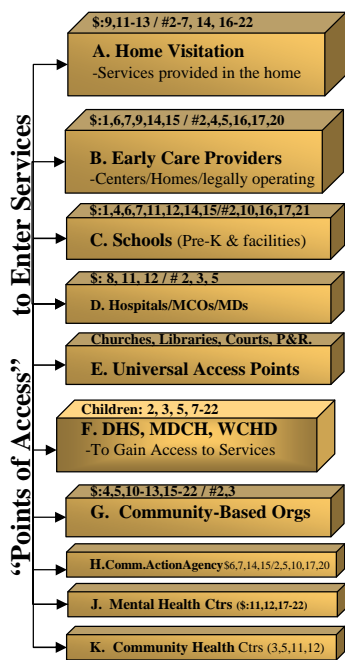 "Points of Access" to Enter Services
$:9,11-13 / #2-7, 14, 16-22
A. Home Visitation
-Services provided in the home
$:1,6,7,9,14,15 / #2,4,5,16,17,20
B. Early Care Providers
-Centers/Homes/legally operating
$:1,4,6,7,11,12,14,15/#2,10,16,17,21
C. Schools (Pre-K & facilities)
$: 8, 11, 12 / # 2, 3, 5
D. Hospitals/MCOs/MDs
Churches, Libraries, Courts, P&R.
E. Universal Access Points
Children: 2, 3, 5, 7-22
F. DHS, MDCH, WCHD
-To Gain Access to Services
$:4,5,10-13,15-22 / #2,3
G. Community-Based Orgs
H.Comm.ActionAgency $6,7,14,15/2,5,10,17,20
J. Mental Health Ctrs ($:11,12,17-22)
K. Community Health Ctrs (3,5,11,12)